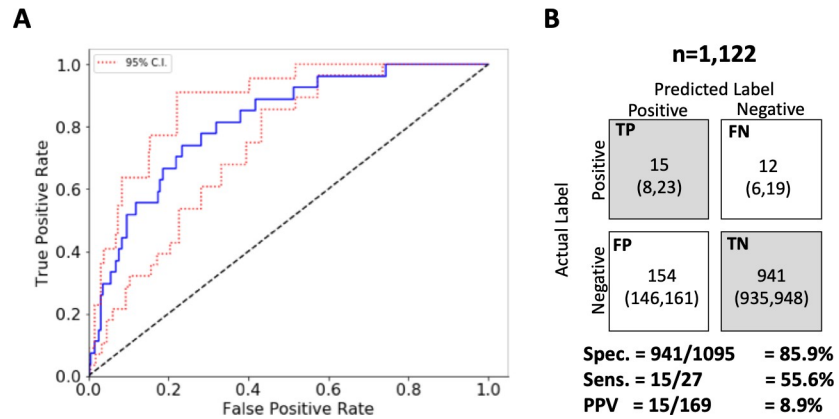 A
95% C.I.
1.0
0.8
0.6
0.4
0.2
0.0
True Positive Rate
0.0 0.2 0.4 0.6 0.8 1.0
False Positive Rate
B
n=1,122
Predicted Label
Positive Negative
Actual Label
Positive
TP
15
(8,23)
FN
12
(6,19)
Negative
FP
154
(146,161)
TN
941
(935,948)
Spec. = 941/1095 = 85.9%
Sens. = 15/27 = 55.6%
PPV = 15/169 = 8.9%